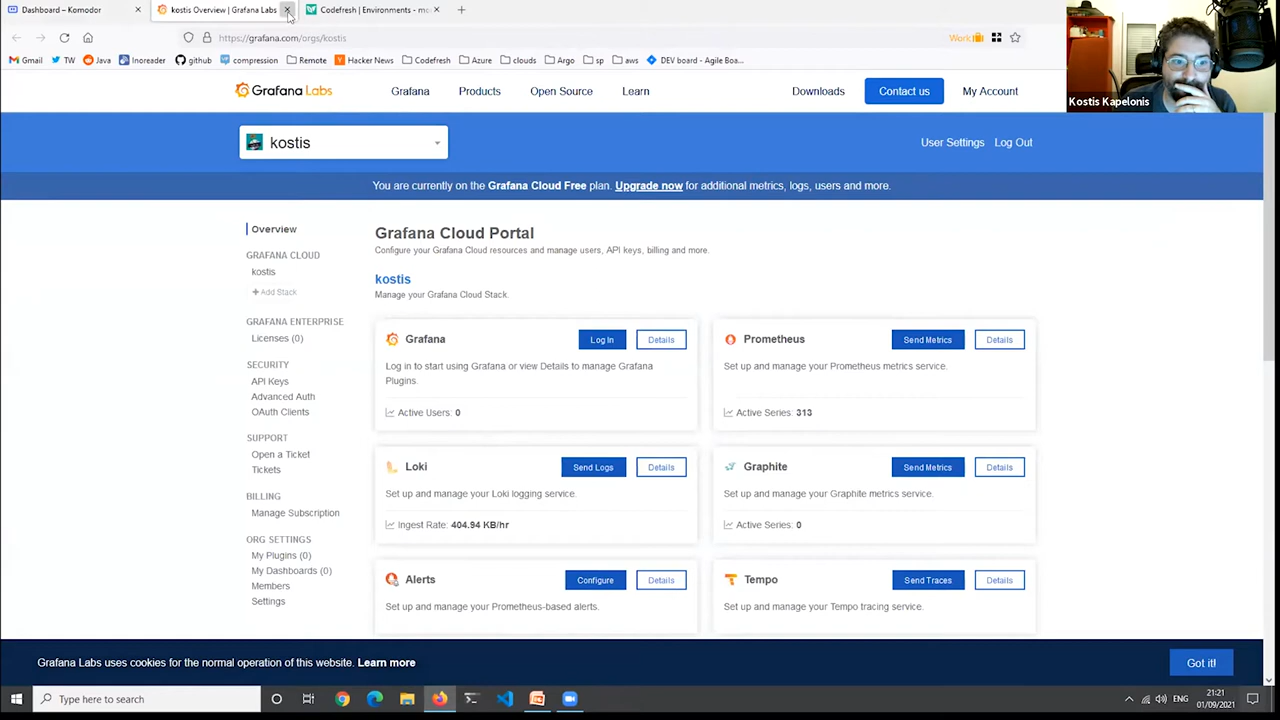 Dashboard – Komodor
kostis Overview | Grafana Labs
Codefresh | Environments - mo
https://grafana.com/orgs/kostis
Work
Gmail
TW
Java
Inoreader
github
compression
Remote
Hacker News
Codefresh
Azure
clouds
Argo
sp
aws
DEV board - Agile Boa...
Kostis Kapelonis
Grafana Labs
Grafana
Products
Open Source
Learn
Downloads
Contact us
My Account
kostis
User Settings
Log Out
You are currently on the Grafana Cloud Free plan. Upgrade now for additional metrics, logs, users and more.
Overview
GRAFANA CLOUD
kostis
+ Add Stack
GRAFANA ENTERPRISE
Licenses (0)
SECURITY
API Keys
Advanced Auth
OAuth Clients
SUPPORT
Open a Ticket
Tickets
BILLING
Manage Subscription
ORG SETTINGS
My Plugins (0)
My Dashboards (0)
Members
Settings
Grafana Cloud Portal
Configure your Grafana Cloud resources and manage users, API keys, billing and more.
kostis
Manage your Grafana Cloud Stack.
Grafana
Log In
Details
Log in to start using Grafana or view Details to manage Grafana
Plugins.
Active Users: 0
Prometheus
Send Metrics
Details
Set up and manage your Prometheus metrics service.
Active Series: 313
Loki
Send Logs
Details
Set up and manage your Loki logging service.
Ingest Rate: 404.94 KB/hr
Graphite
Send Metrics
Details
Set up and manage your Graphite metrics service.
Active Series: 0
Alerts
Configure
Details
Set up and manage your Prometheus-based alerts.
Tempo
Send Traces
Details
Set up and manage your Tempo tracing service.
Grafana Labs uses cookies for the normal operation of this website. Learn more
Got it!
Type here to search
ENG
21:21
01/09/2021